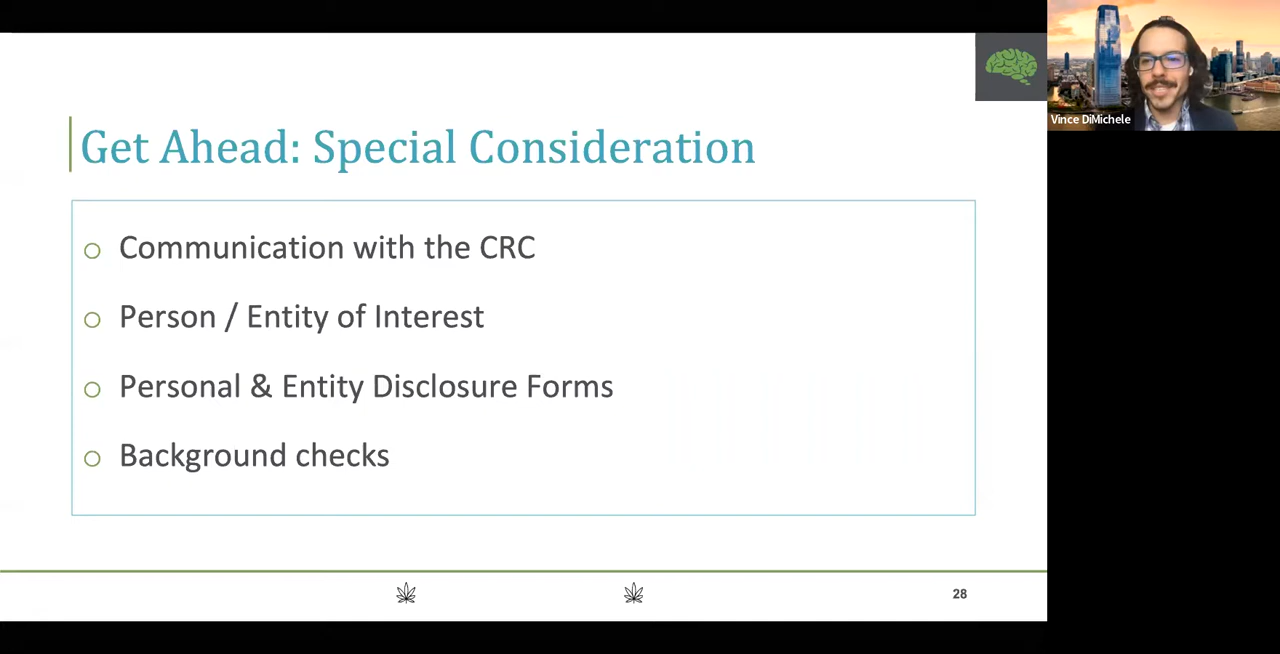 Get Ahead: Special Consideration
Communication with the CRC
Person / Entity of Interest
Personal & Entity Disclosure Forms
Background checks
28
Vince DiMichele